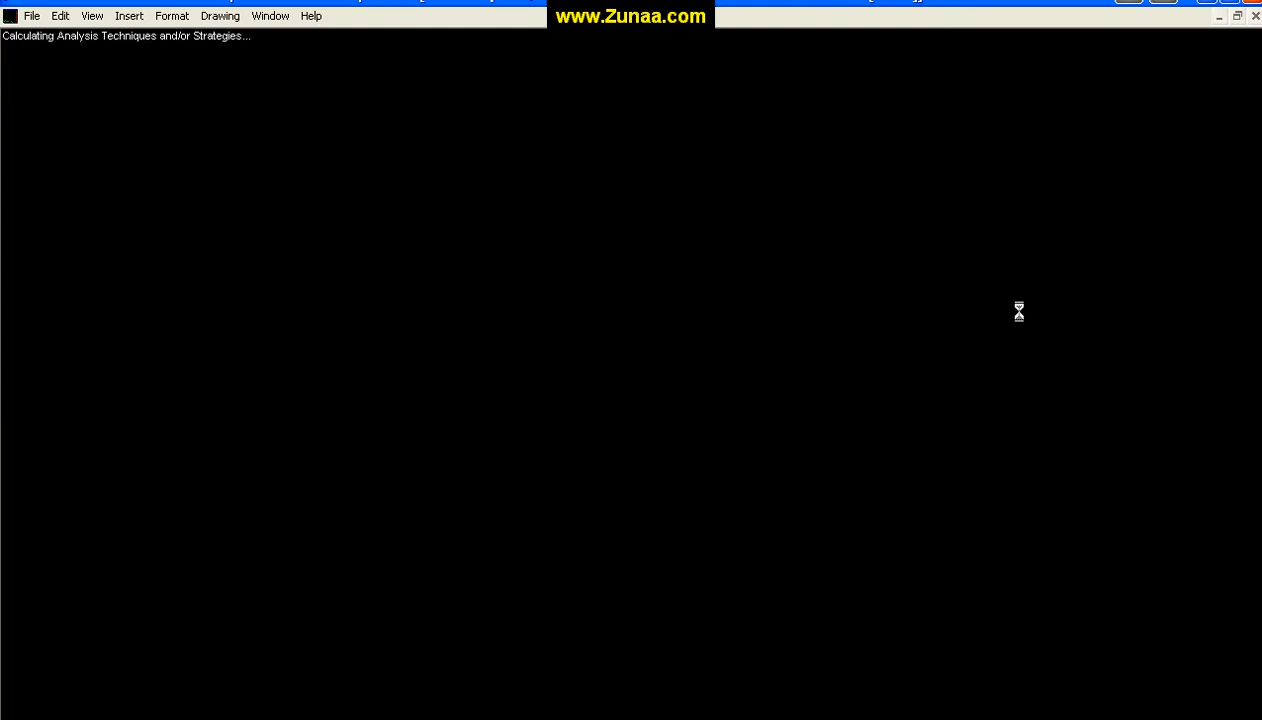 File Edit View Insert Format Drawing Window Help
www.Zunaa.com
Calculating Analysis Techniques and/or Strategies...